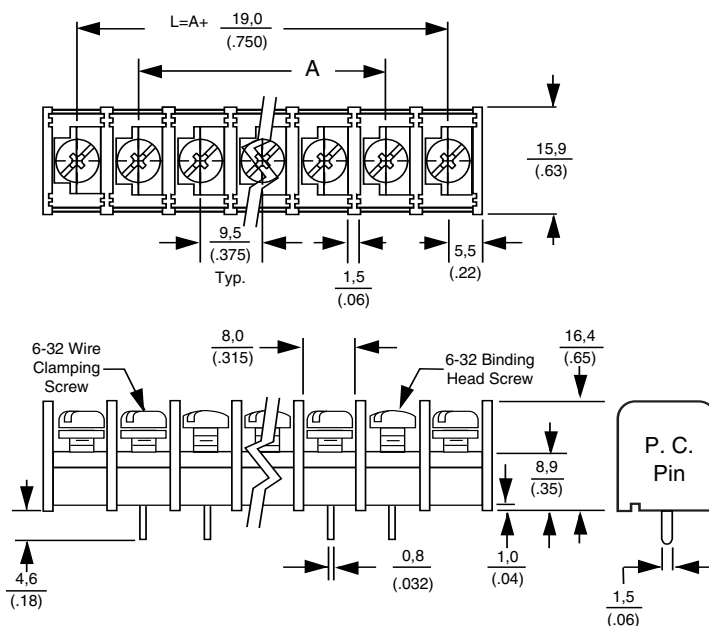 L=A+ 19,0
(.750)
A
15,9
(.63)
9,5
(.375)
Typ.
1,5
(.06)
5,5
(.22)
6-32 Wire
Clamping
Screw
8,0
(.315)
6-32 Binding
Head Screw
16,4
(.65)
8,9
(.35)
P. C.
Pin
4,6
(.18)
0,8
(.032)
1,0
(.04)
1,5
(.06)